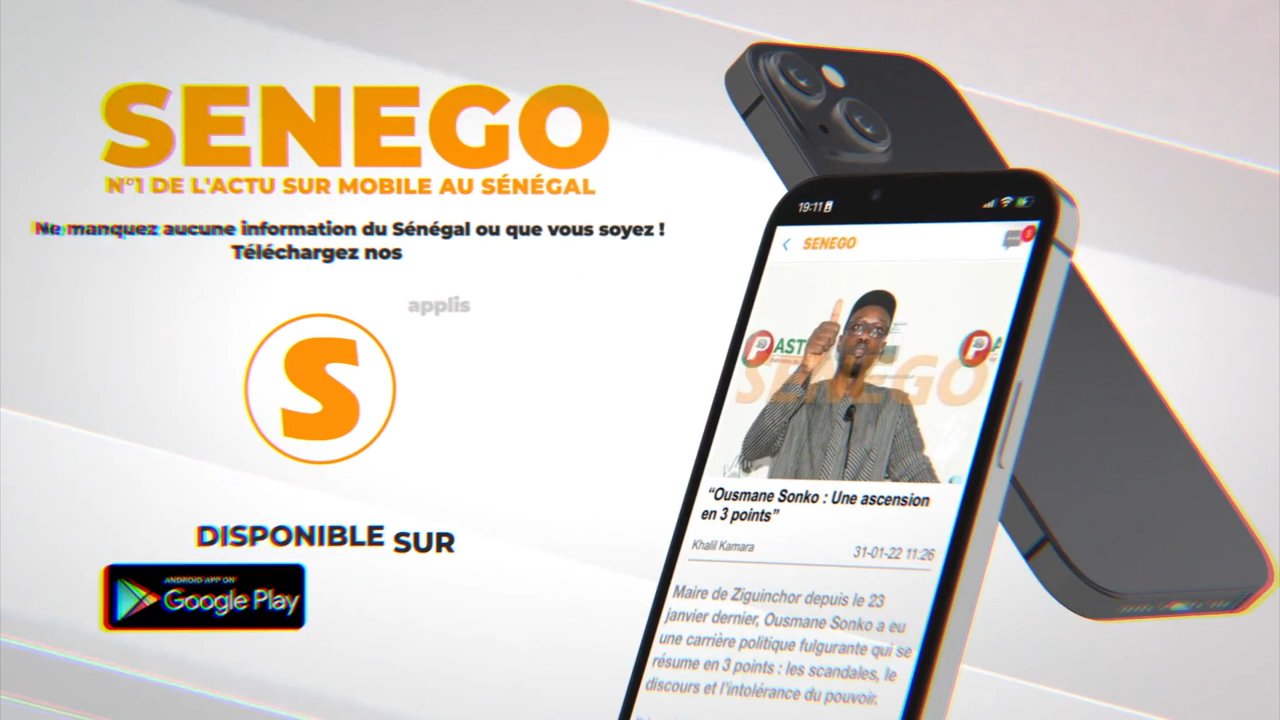 SENEGO
N°1 DE L'ACTU SUR MOBILE AU SÉNÉGAL
Ne manquez aucune information du Sénégal ou que vous soyez !
Téléchargez nos
applis
S
DISPONIBLE SUR
ANDROID APP ON
Google Play
19:11
SENEGO
5
PAST
PA
SENEGO
“Ousmane Sonko : Une ascension
en 3 points”
Khalil Kamara 31-01-22 11:26
Maire de Ziguinchor depuis le 23
janvier dernier, Ousmane Sonko a eu
une carrière politique fulgurante qui se
résume en 3 points : les scandales, le
discours et l'intolérance du pouvoir.